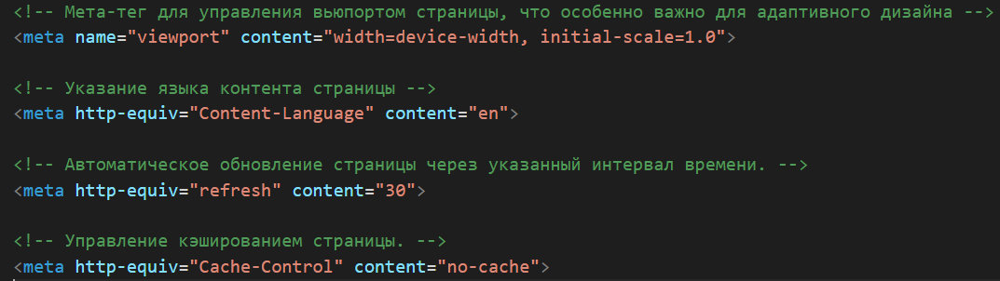 <!-- Мета-тег для управления вьюпортом страницы, что особенно важно для адаптивного дизайна -->
<meta name="viewport" content="width=device-width, initial-scale=1.0">
<!-- Указание языка контента страницы -->
<meta http-equiv="Content-Language" content="en">
<!-- Автоматическое обновление страницы через указанный интервал времени. -->
<meta http-equiv="refresh" content="30">
<!-- Управление кэшированием страницы. -->
<meta http-equiv="Cache-Control" content="no-cache">